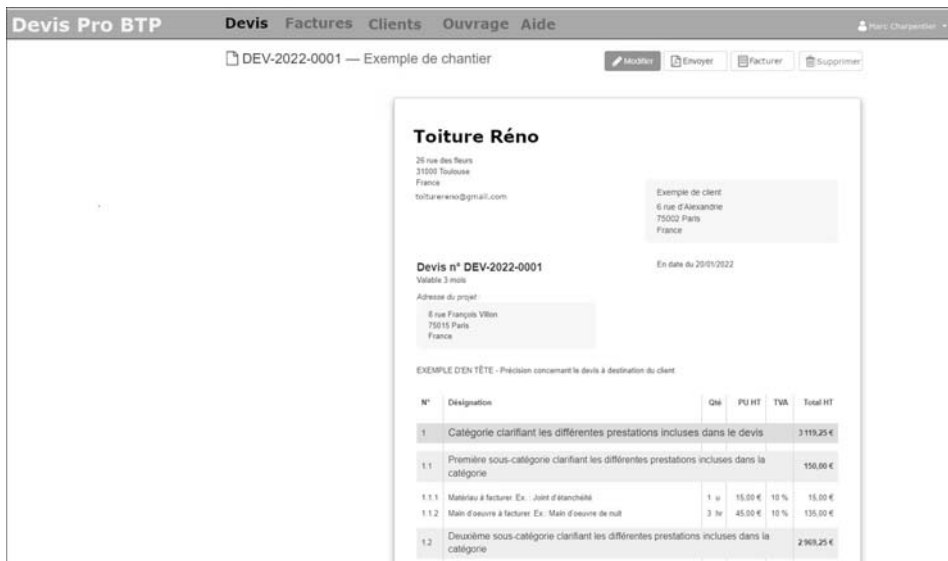 Devis Pro BTP Devis Factures Clients Ouvrage Aide Marc Charpentier
DEV-2022-0001 — Exemple de chantier Modifier Envoyer Facturer Supprimer
Toiture Réno
26 rue des fleurs
31000 Toulouse
France
toiturereno@gmail.com
Exemple de client
6 rue d'Alexandrie
75002 Paris
France
Devis n° DEV-2022-0001
Valable 3 mois
En date du 20/01/2022
Adresse du projet
6 rue François Villon
75015 Paris
France
EXEMPLE D'EN TÊTE - Précision concernant le devis à destination du client
N° Désignation Qté PU HT TVA Total HT
1 Catégorie clarifiant les différentes prestations incluses dans le devis 3 119,25 €
1.1 Première sous-catégorie clarifiant les différentes prestations incluses dans la
catégorie 150,00 €
1.1.1 Matériau à facturer. Ex. : Joint d'étanchéité 1 u 15,00 € 10 % 15,00 €
1.1.2 Main d'oeuvre à facturer. Ex.: Main d'oeuvre de nuit 3 hr 45,00 € 10 % 135,00 €
1.2 Deuxième sous-catégorie clarifiant les différentes prestations incluses dans la
catégorie 2 969,25 €